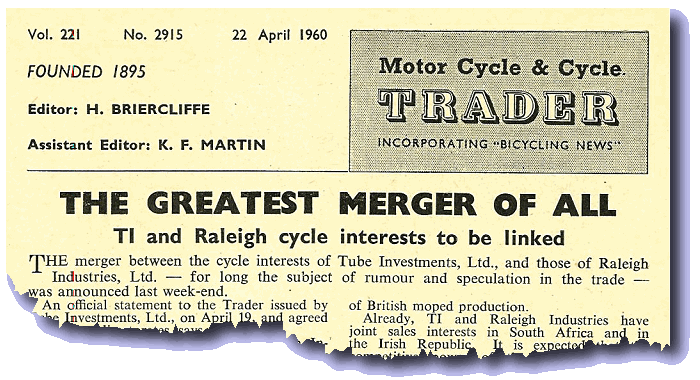 Vol. 221 No. 2915 22 April 1960
FOUNDED 1895
Editor: H. BRIERCLIFFE
Assistant Editor: K. F. MARTIN
Motor Cycle & Cycle.
TRADER
INCORPORATING "BICYCLING NEWS"
THE GREATEST MERGER OF ALL
TI and Raleigh cycle interests to be linked
THE merger between the cycle interests of Tube Investments, Ltd., and those of Raleigh
Industries, Ltd. — for long the subject of rumour and speculation in the trade —
was announced last week-end.
An official statement to the Trader issued by
Investments, Ltd., on April 19, and agreed
of British moped production.
Already, TI and Raleigh Industries have
joint sales interests in South Africa and in
the Irish Republic. It is expected